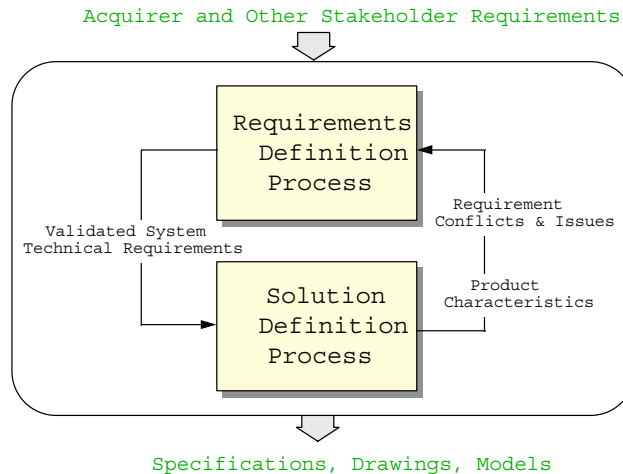 Acquirer and Other Stakeholder Requirements
Requirements
Definition
Process
Requirement
Conflicts & Issues
Validated System
Technical Requirements
Product
Characteristics
Solution
Definition
Process
Specifications, Drawings, Models